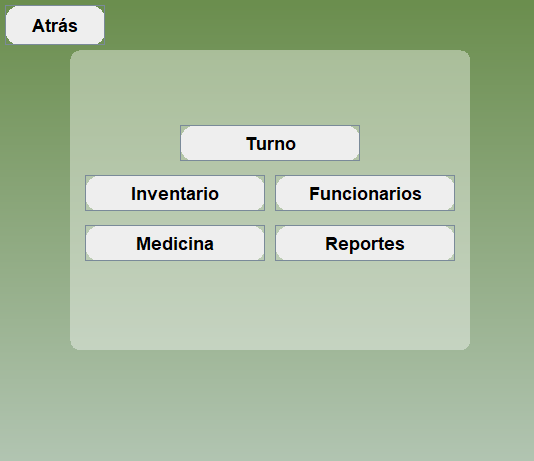 Atrás
Turno
Inventario
Funcionarios
Medicina
Reportes